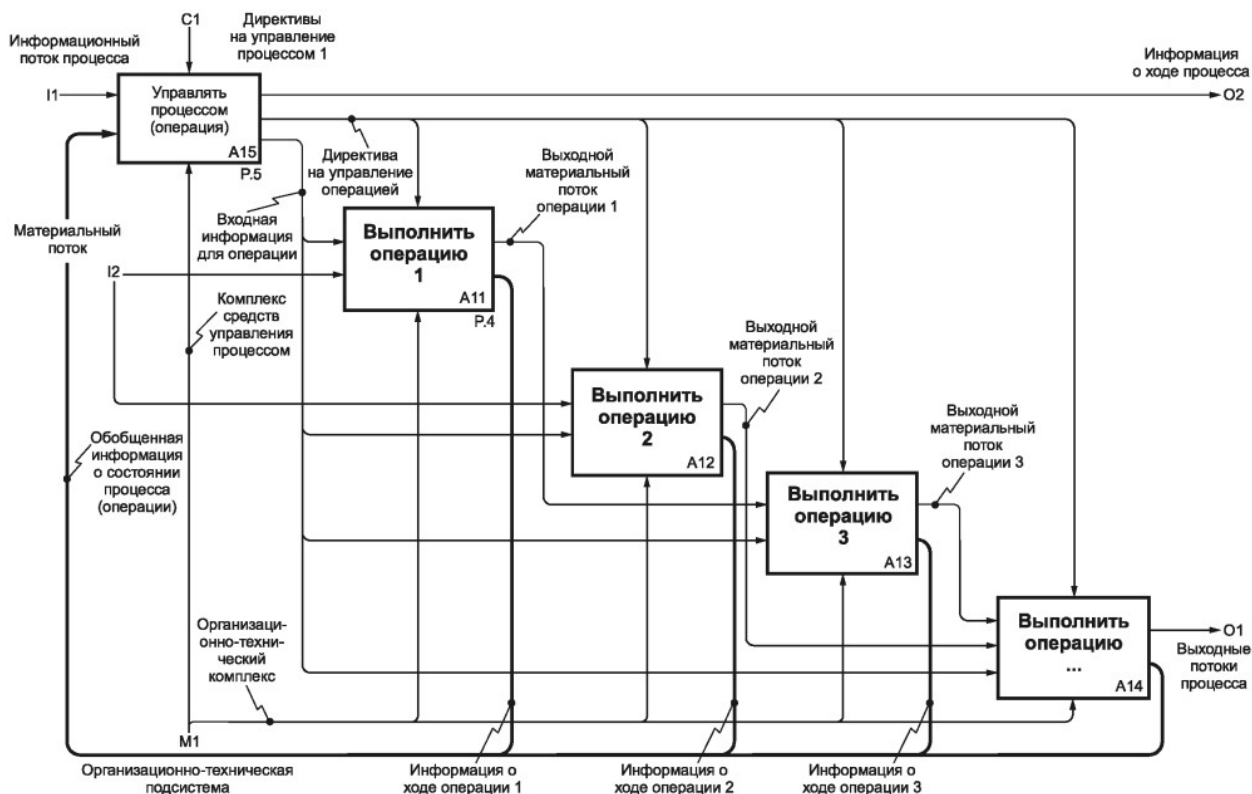 C1
Директивы
на управление
процессом 1
Информационный
поток процесса
Информация
о ходе процесса
I1
Управлять
процессом
(операция)
A15
P.5
O2
Директива
на управление
операцией
Выходной
материальный
поток
операции 1
Входная
информация
для операции
Материальный
поток
Выполнить
операцию
1
A11
P.4
I2
Комплекс
средств
управления
процессом
Выходной
материальный
поток
операции 2
Выполнить
операцию
2
A12
Выходной
материальный
поток
операции 3
Обобщенная
информация
о состоянии
процесса
(операции)
Выполнить
операцию
3
A13
Организаци-
онно-техни-
ческий
комплекс
Выполнить
операцию
...
A14
O1
Выходные
потоки
процесса
M1
Организационно-техническая
подсистема
Информация о
ходе операции 1
Информация о
ходе операции 2
Информация о
ходе операции 3